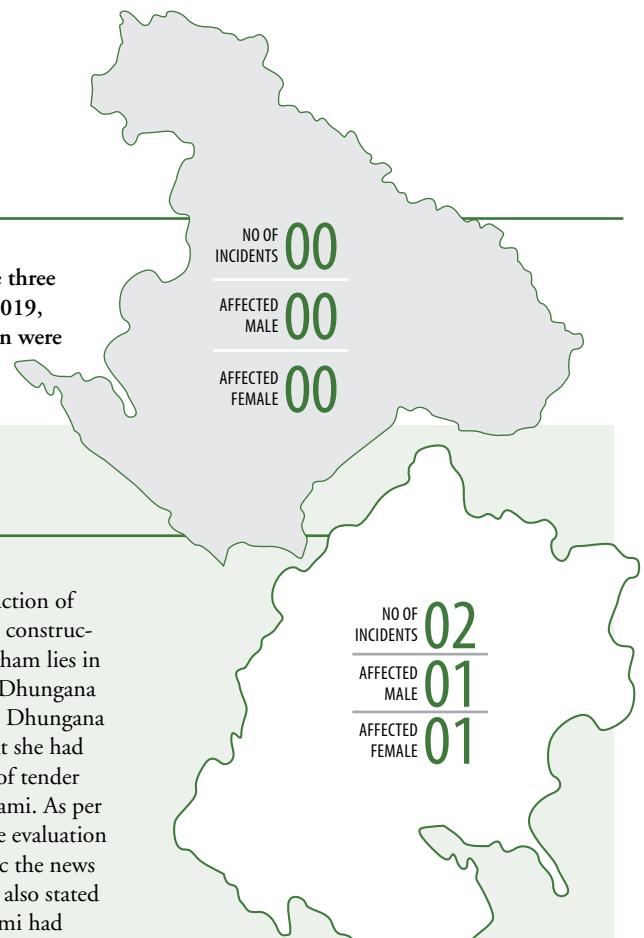 NO OF
INCIDENTS 00
AFFECTED
MALE 00
AFFECTED
FEMALE 00
three
019,
n were
ction of
construc-
ham lies in
Dhungana
Dhungana
t she had
of tender
ami. As per
e evaluation
c the news
also stated
mi had
NO OF
INCIDENTS 02
AFFECTED
MALE 01
AFFECTED
FEMALE 01